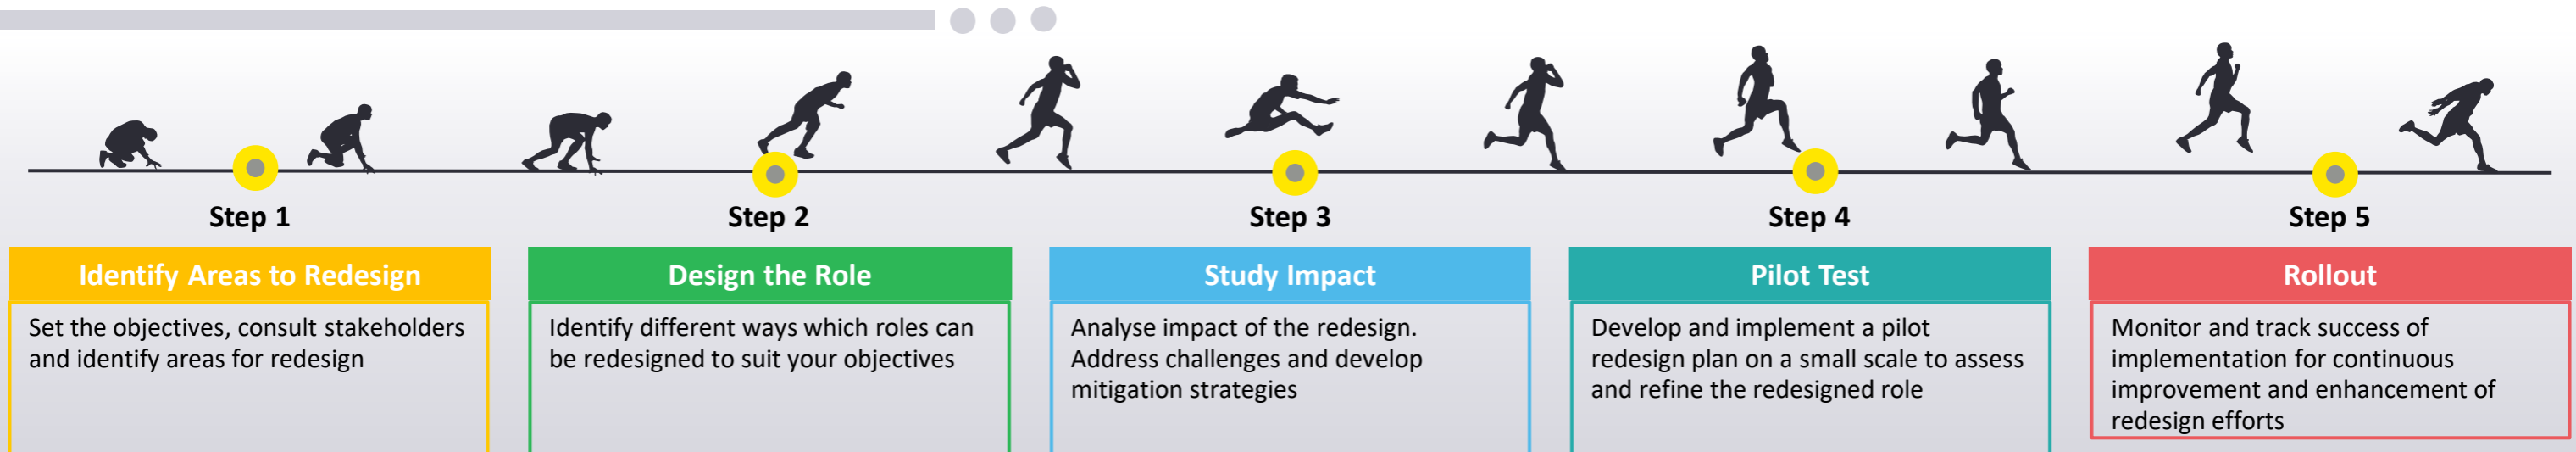 Step 1
Step 2
Step 3
Step 4
Step 5
Identify Areas to Redesign
Set the objectives, consult stakeholders
and identify areas for redesign
Design the Role
Identify different ways which roles can
be redesigned to suit your objectives
Study Impact
Analyse impact of the redesign.
Address challenges and develop
mitigation strategies
Pilot Test
Develop and implement a pilot
redesign plan on a small scale to assess
and refine the redesigned role
Rollout
Monitor and track success of
implementation for continuous
improvement and enhancement of
redesign efforts